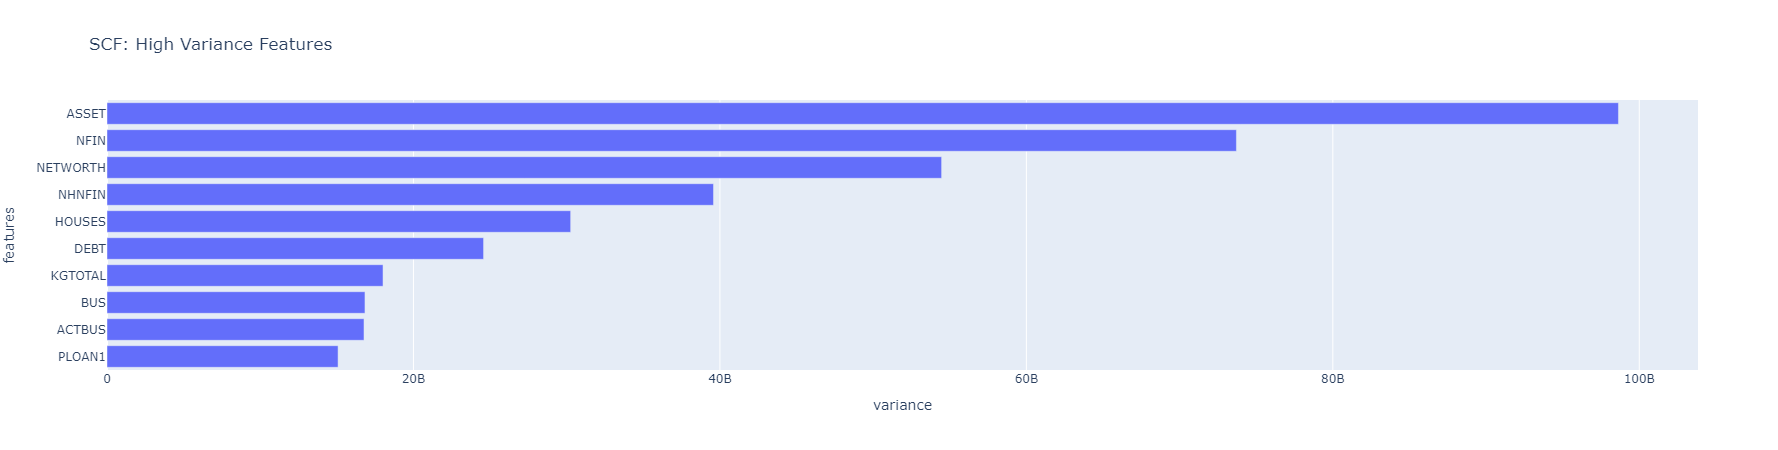 SCF: High Variance Features
features
ASSET
NFIN
NETWORTH
NHNFIN
HOUSES
DEBT
KGTOTAL
BUS
ACTBUS
PLOAN1
0 20B 40B 60B 80B 100B
variance